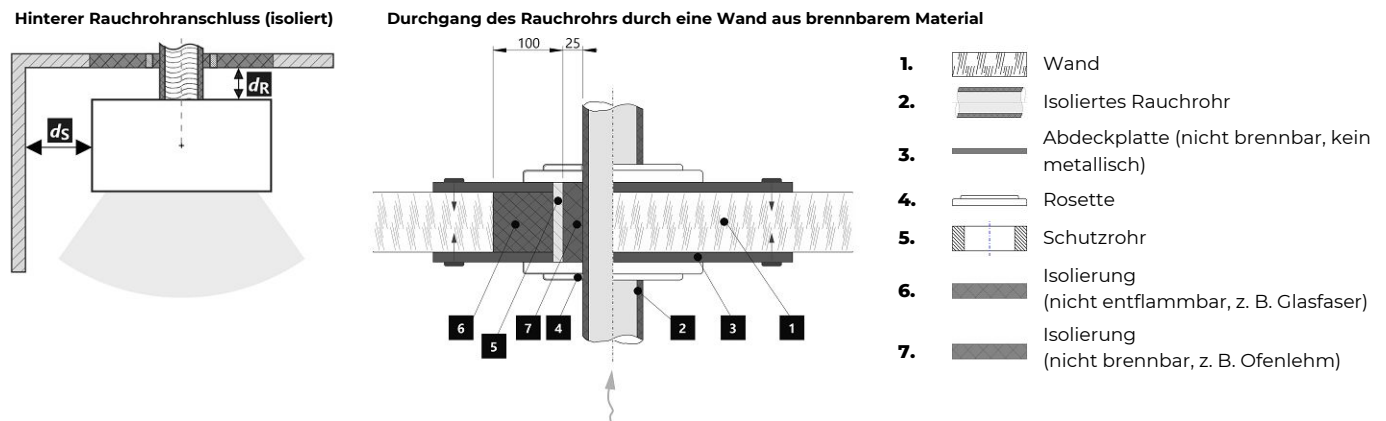 Hinterer Rauchrohranschluss (isoliert)
dR
dS
Durchgang des Rauchrohrs durch eine Wand aus brennbarem Material
100 25
6
5
7
4
2
3
1
1. Wand
2. Isoliertes Rauchrohr
3. Abdeckplatte (nicht brennbar, kein
metallisch)
4. Rosette
5. Schutzrohr
6. Isolierung
(nicht entflammbar, z. B. Glasfaser)
7. Isolierung
(nicht brennbar, z. B. Ofenlehm)